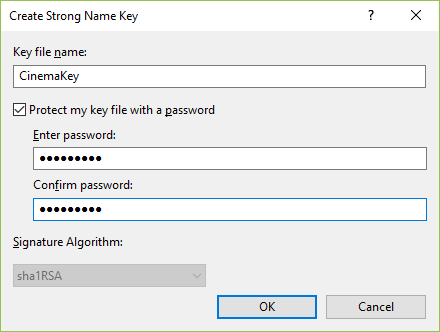 Create Strong Name Key
?
Key file name:
CinemaKey
Protect my key file with a password
Enter password:
●●●●●●●●●
Confirm password:
●●●●●●●●●
Signature Algorithm:
sha1RSA
OK Cancel